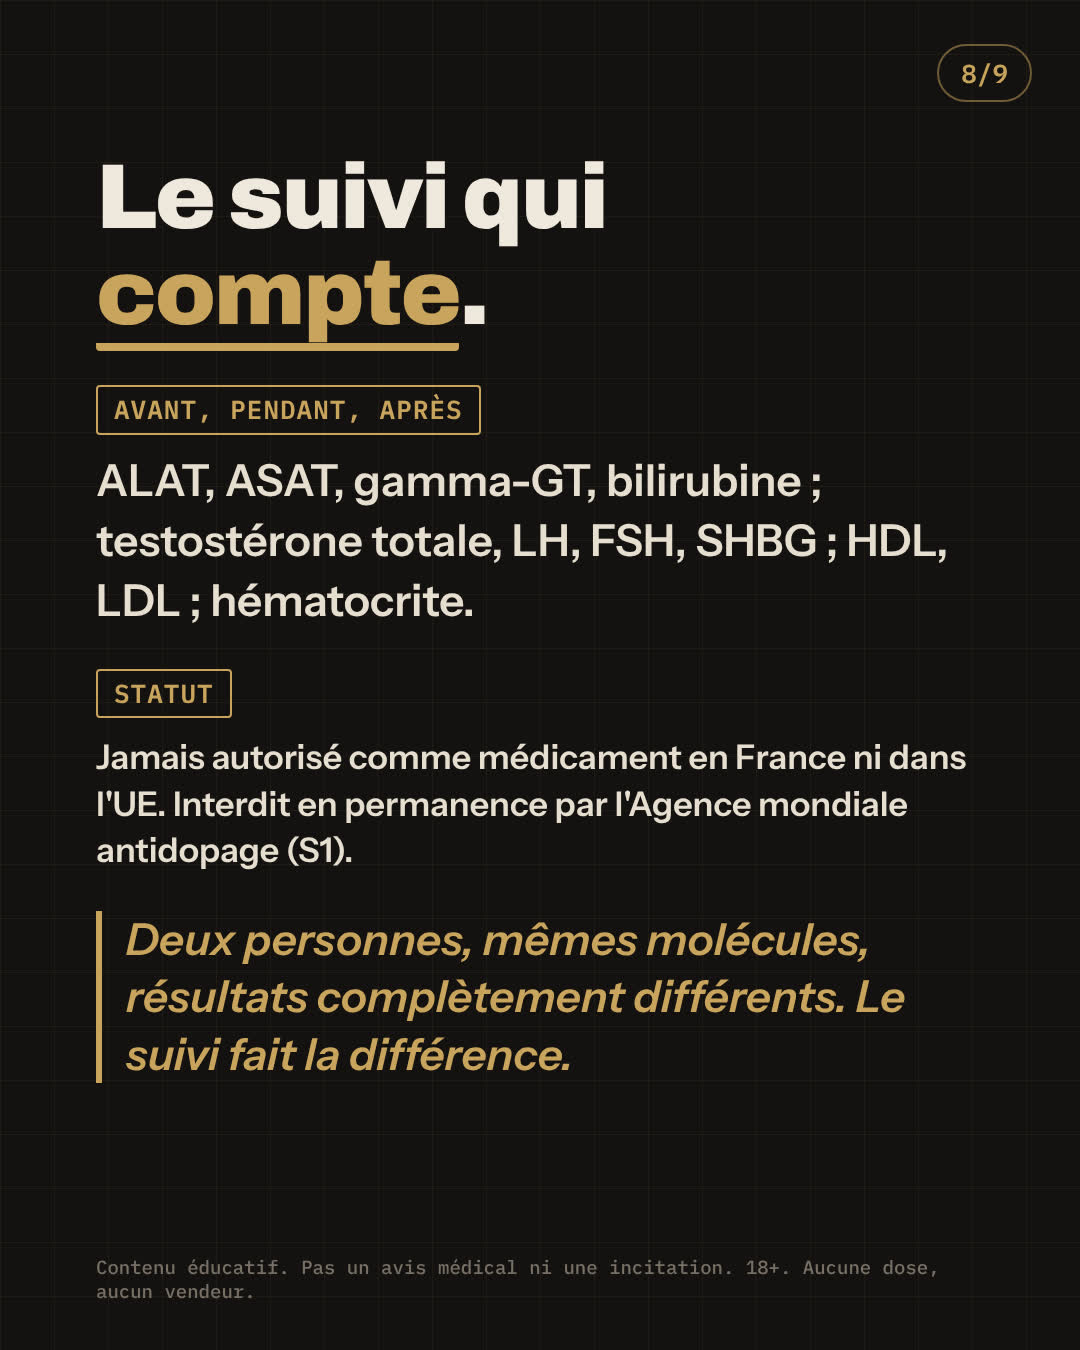 8/9
Le suivi qui
compte.
AVANT, PENDANT, APRÈS
ALAT, ASAT, gamma-GT, bilirubine ;
testostérone totale, LH, FSH, SHBG ; HDL,
LDL ; hématocrite.
STATUT
Jamais autorisé comme médicament en France ni dans
l'UE. Interdit en permanence par l'Agence mondiale
antidopage (S1).
Deux personnes, mêmes molécules,
résultats complètement différents. Le
suivi fait la différence.
Contenu éducatif. Pas un avis médical ni une incitation. 18+. Aucune dose,
aucun vendeur.